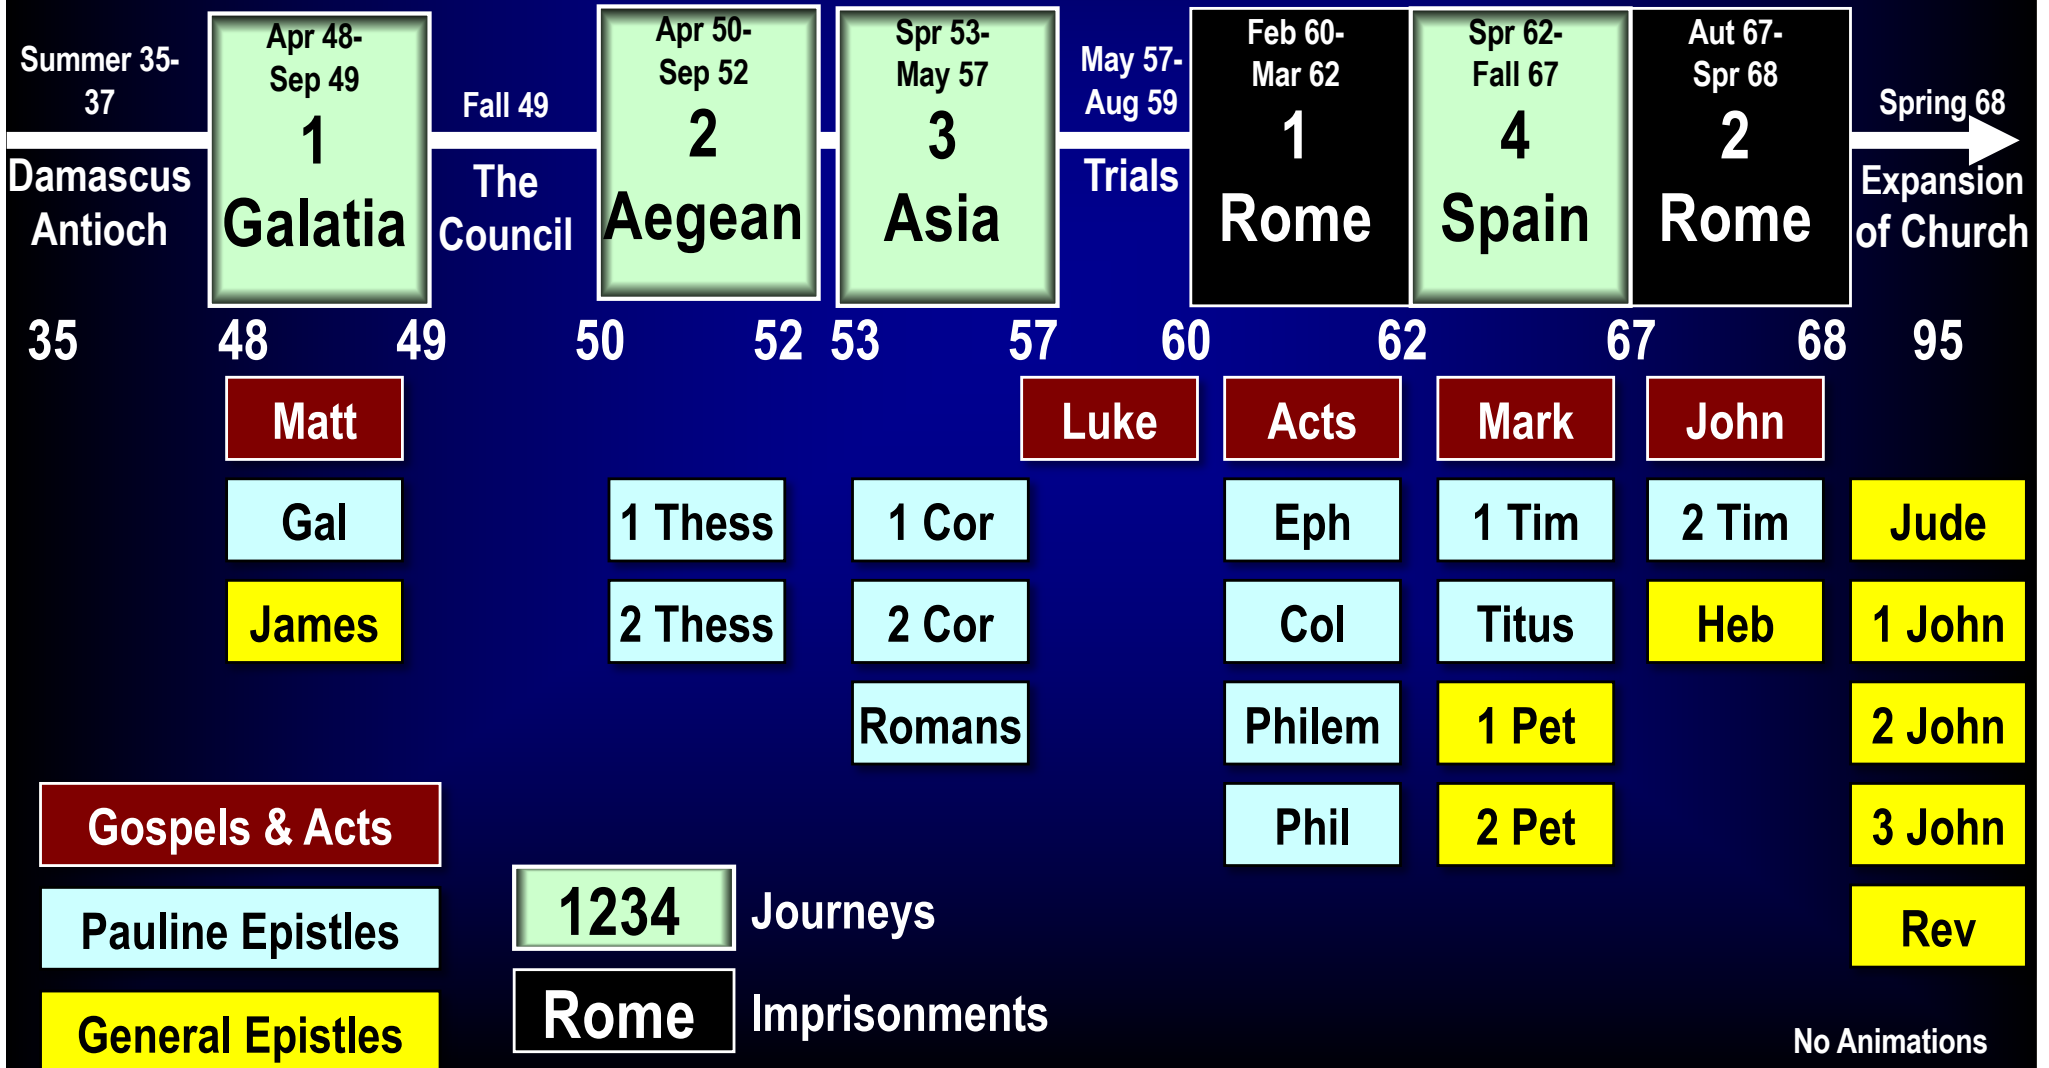 Summer 35-
37
Damascus
Antioch
Apr 48-
Sep 49
1
Galatia
Fall 49
The
Council
Apr 50-
Sep 52
2
Aegean
Spr 53-
May 57
3
Asia
May 57-
Aug 59
Trials
Feb 60-
Mar 62
1
Rome
Spr 62-
Fall 67
4
Spain
Aut 67-
Spr 68
2
Rome
Spring 68
Expansion
of Church
35 48 49 50 52 53 57 60 62 67 68 95
Matt Luke Acts Mark John
Gal 1 Thess 1 Cor Eph 1 Tim 2 Tim Jude
James 2 Thess 2 Cor Col Titus Heb 1 John
Romans Philem 1 Pet 2 John
Phil 2 Pet 3 John
Rev
Gospels & Acts
Pauline Epistles
General Epistles
1234 Journeys
Rome Imprisonments
No Animations